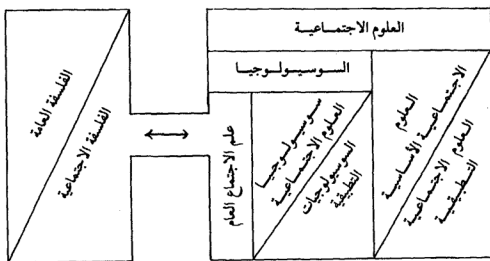 العلوم الاجتماعية
السوسيولوجيا
العلوم
الاجتماعية الأساسية
العلوم
الاجتماعية
التطبيقية
سوسيولوجيا
العلوم الاجتماعية
السوسيولوجيات
التطبيقية
علم الاجتماع العام
الفلسفة الاجتماعية
الفلسفة العامة